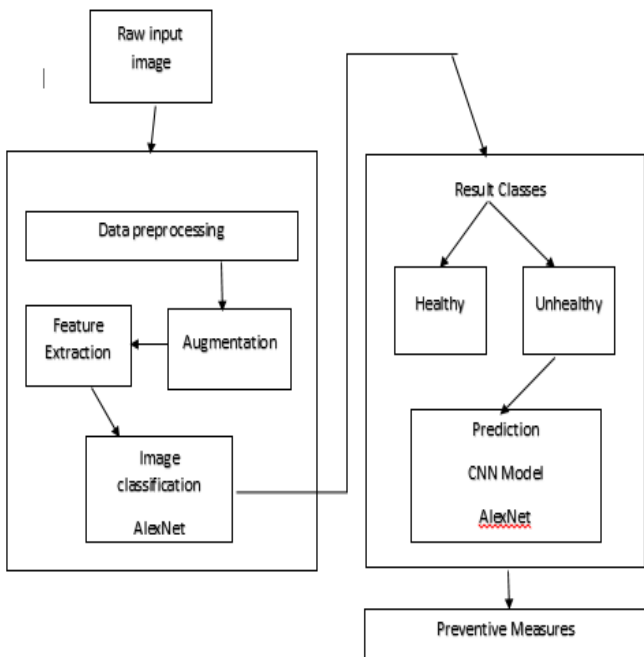 Raw input
image
Data preprocessing
Feature
Extraction
Augmentation
Image
classification
AlexNet
Result Classes
Healthy
Unhealthy
Prediction
CNN Model
AlexNet
Preventive Measures